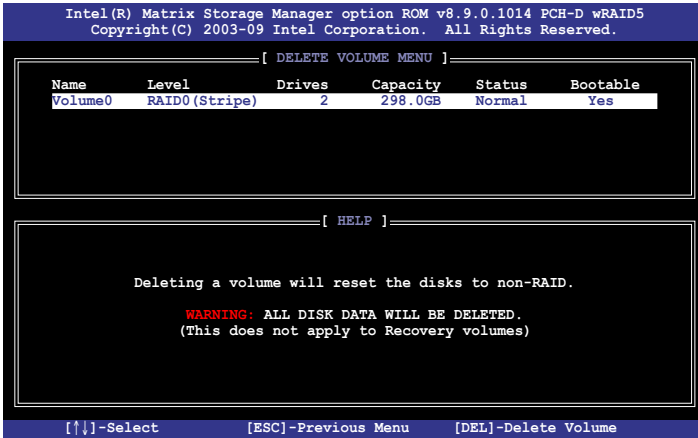 Intel(R) Matrix Storage Manager option ROM v8.9.0.1014 PCH-D wRAID5
Copyright(C) 2003-09 Intel Corporation. All Rights Reserved.
[ DELETE VOLUME MENU ]
Name Level Drives Capacity Status Bootable
Volume0 RAID0(Stripe) 2 298.0GB Normal Yes
[ HELP ]
Deleting a volume will reset the disks to non-RAID.
WARNING: ALL DISK DATA WILL BE DELETED.
(This does not apply to Recovery volumes)
[↑↓]-Select [ESC]-Previous Menu [DEL]-Delete Volume